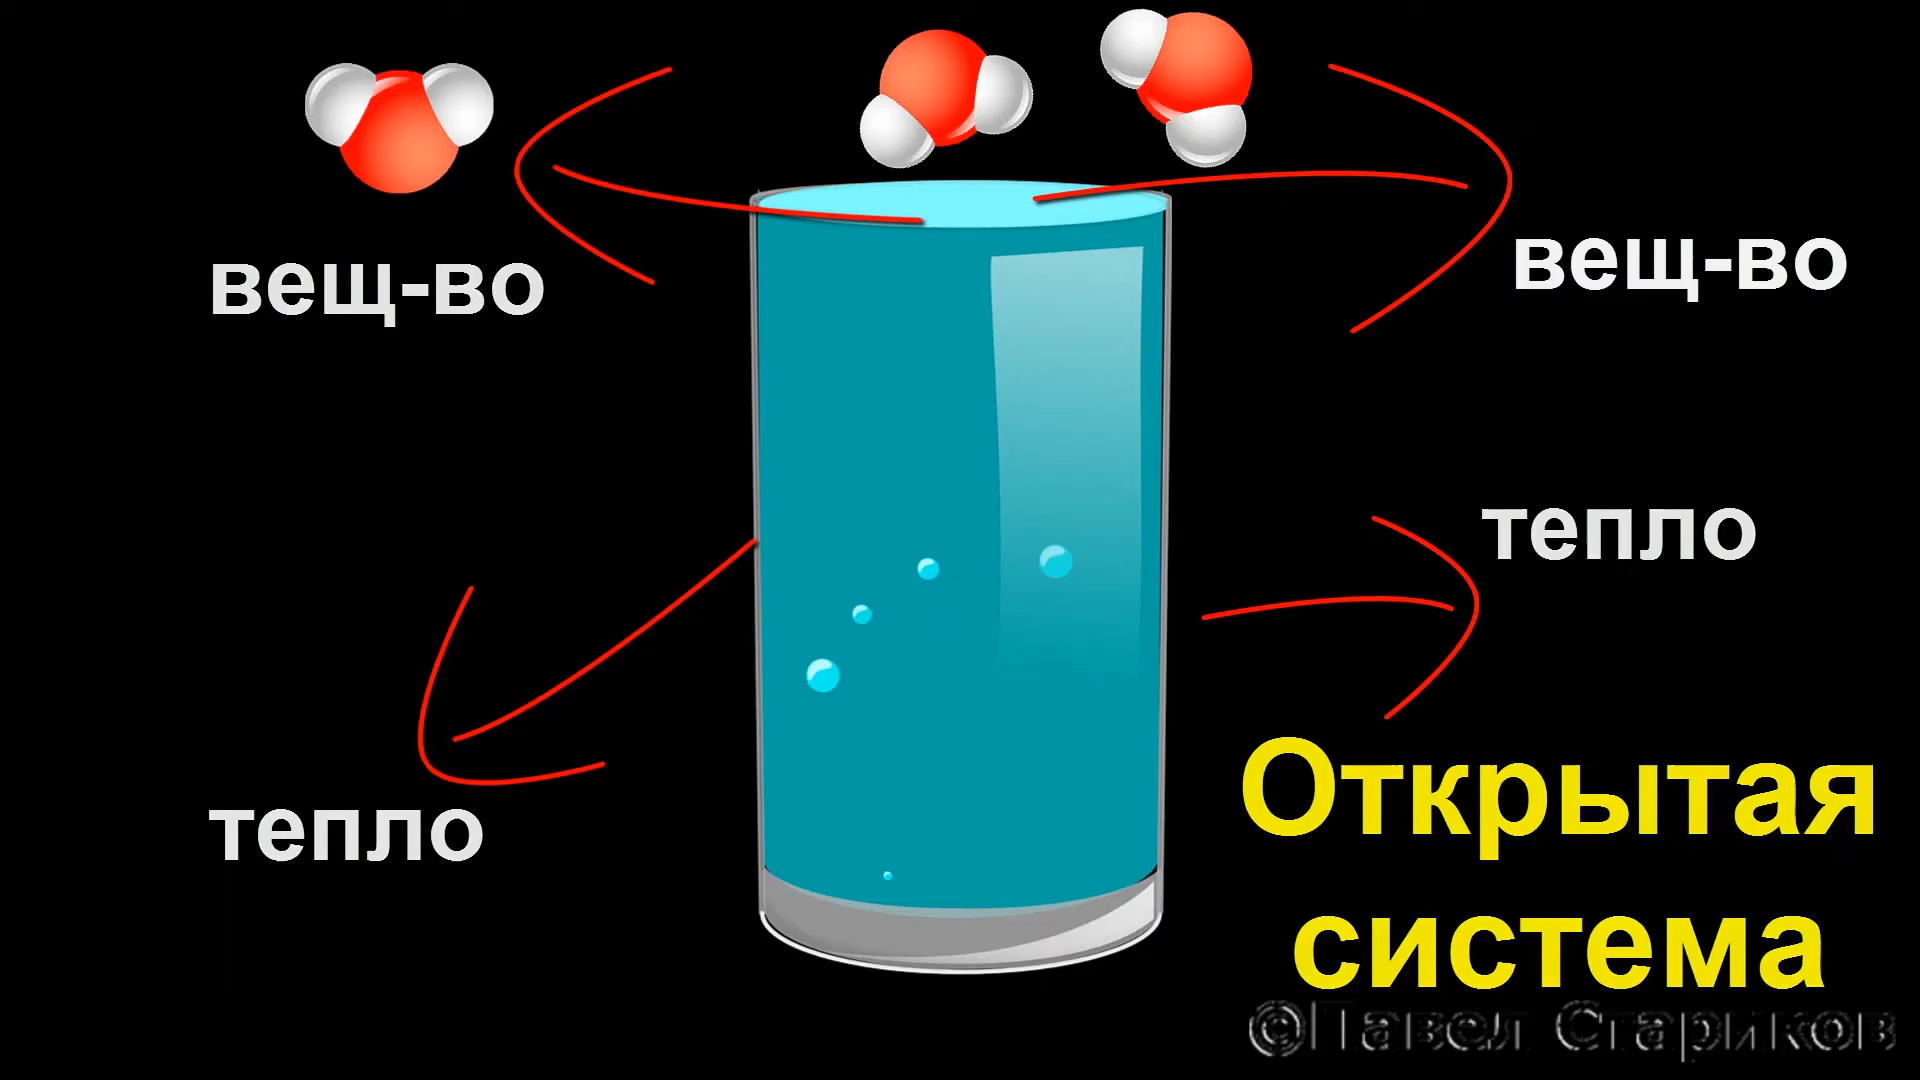 вещ-во
вещ-во
тепло
тепло
Открытая
система
©Павел Стариков